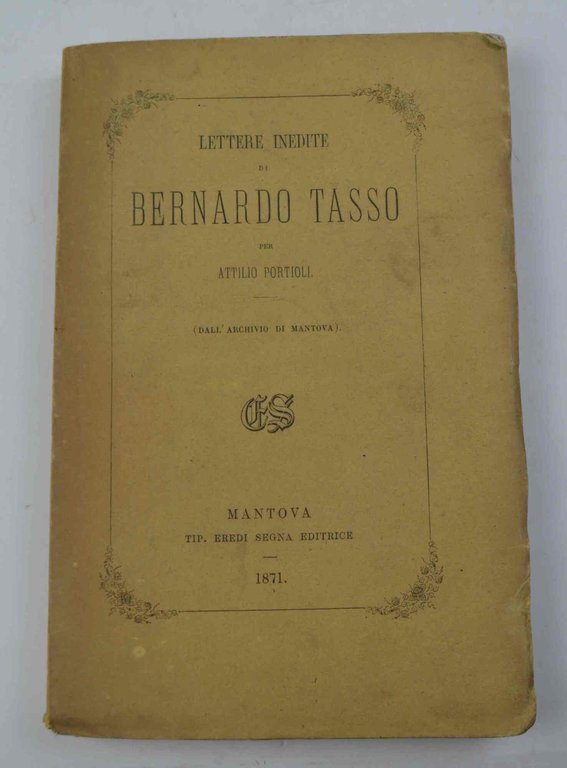 LETTERE INEDITE
DI
BERNARDO TASSO
PER
ATTILIO PORTIOLI.
(DALL'ARCHIVIO DI MANTOVA).
ES
MANTOVA
TIP. EREDI SEGNA EDITRICE
1871.